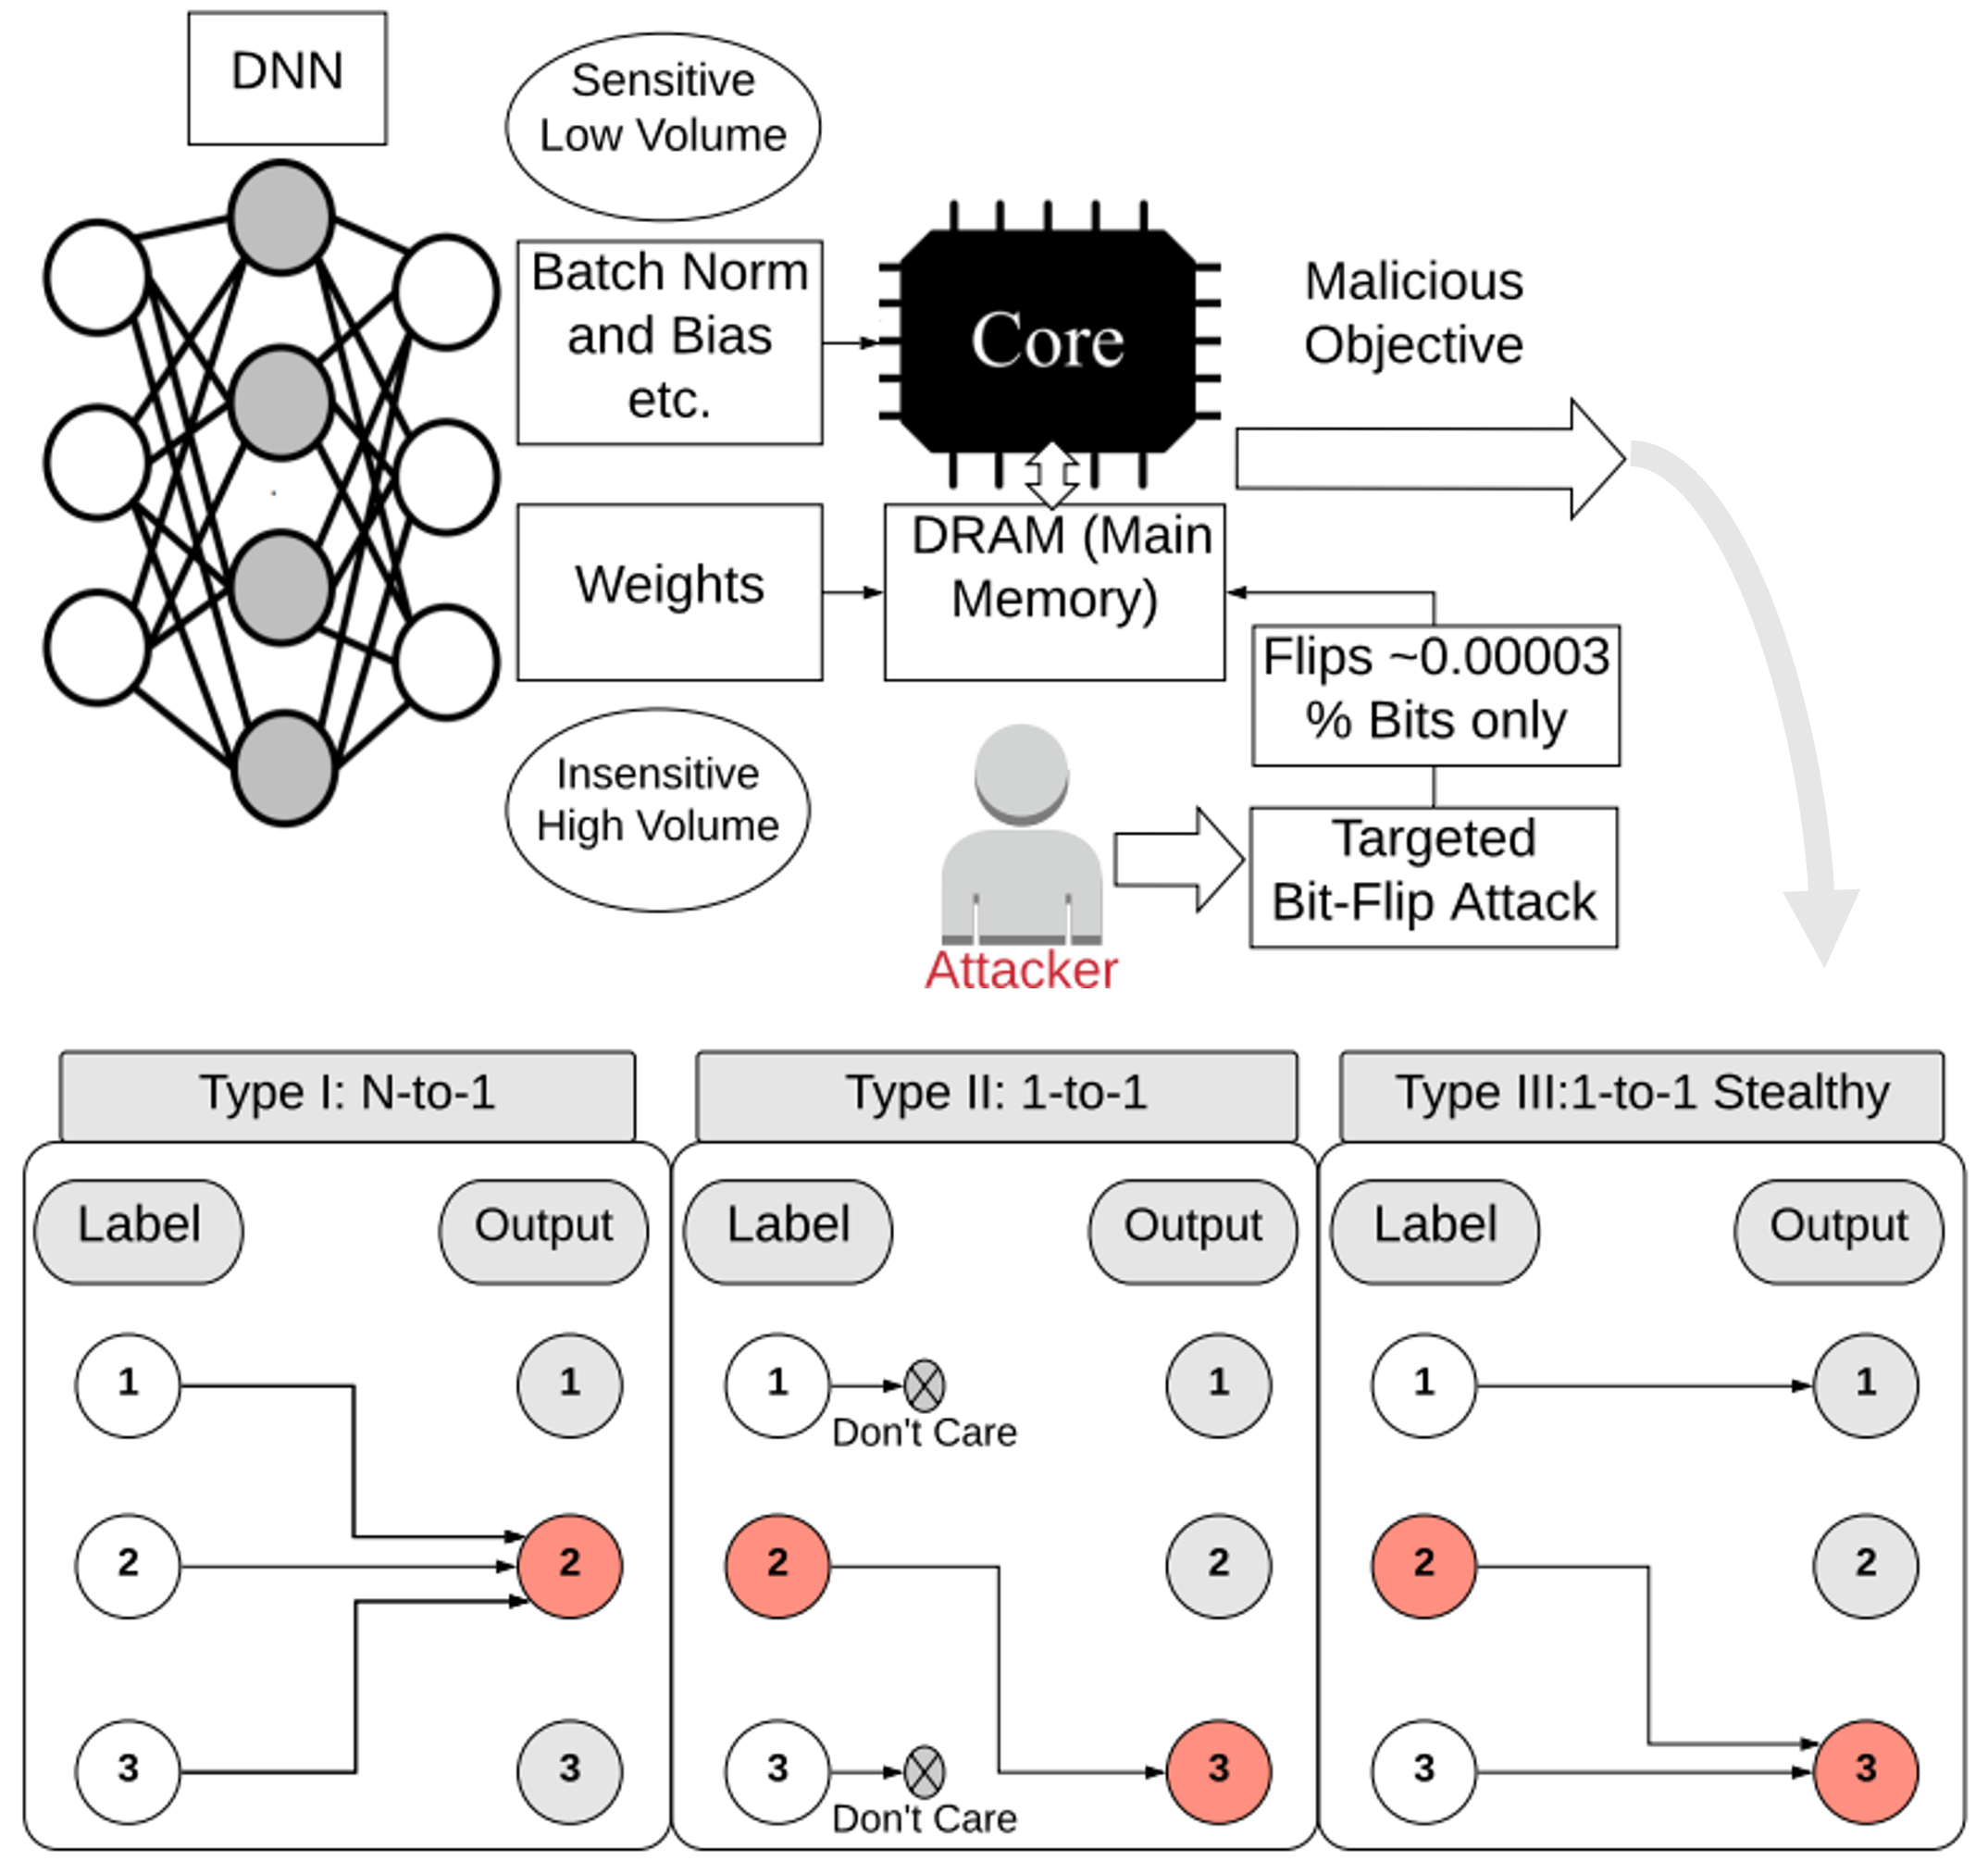 DNN
Sensitive
Low Volume
Batch Norm
and Bias
etc.
Core
Malicious
Objective
Weights
DRAM (Main
Memory)
Flips ~0.00003
% Bits only
Insensitive
High Volume
Targeted
Bit-Flip Attack
Attacker
Type I: N-to-1
Label
Output
1
1
2
2
3
3
Type II: 1-to-1
Label
Output
1
Don't Care
1
2
2
3
Don't Care
3
Type III:1-to-1 Stealthy
Label
Output
1
1
2
2
3
3